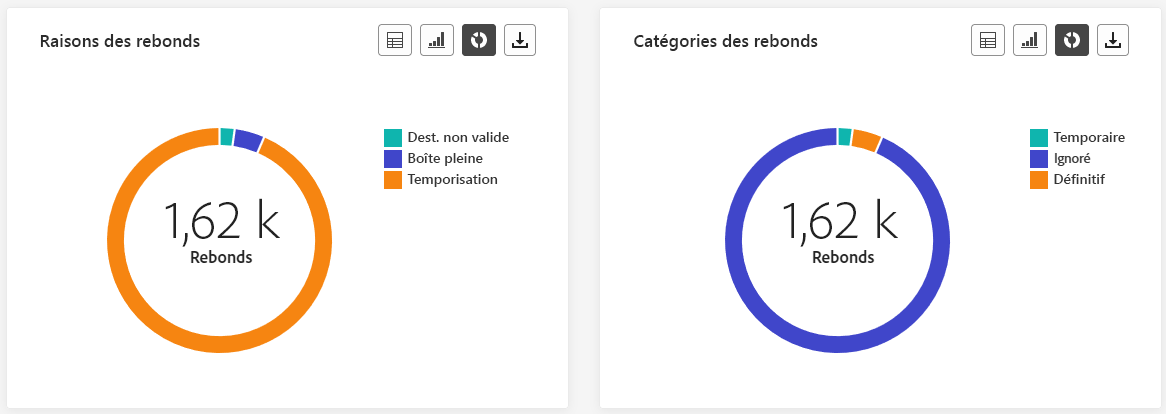 Raisons des rebonds
Dest. non valide
Boîte pleine
Temporisation
1,62 k
Rebonds
Catégories des rebonds
Temporaire
Ignoré
Définitif
1,62 k
Rebonds